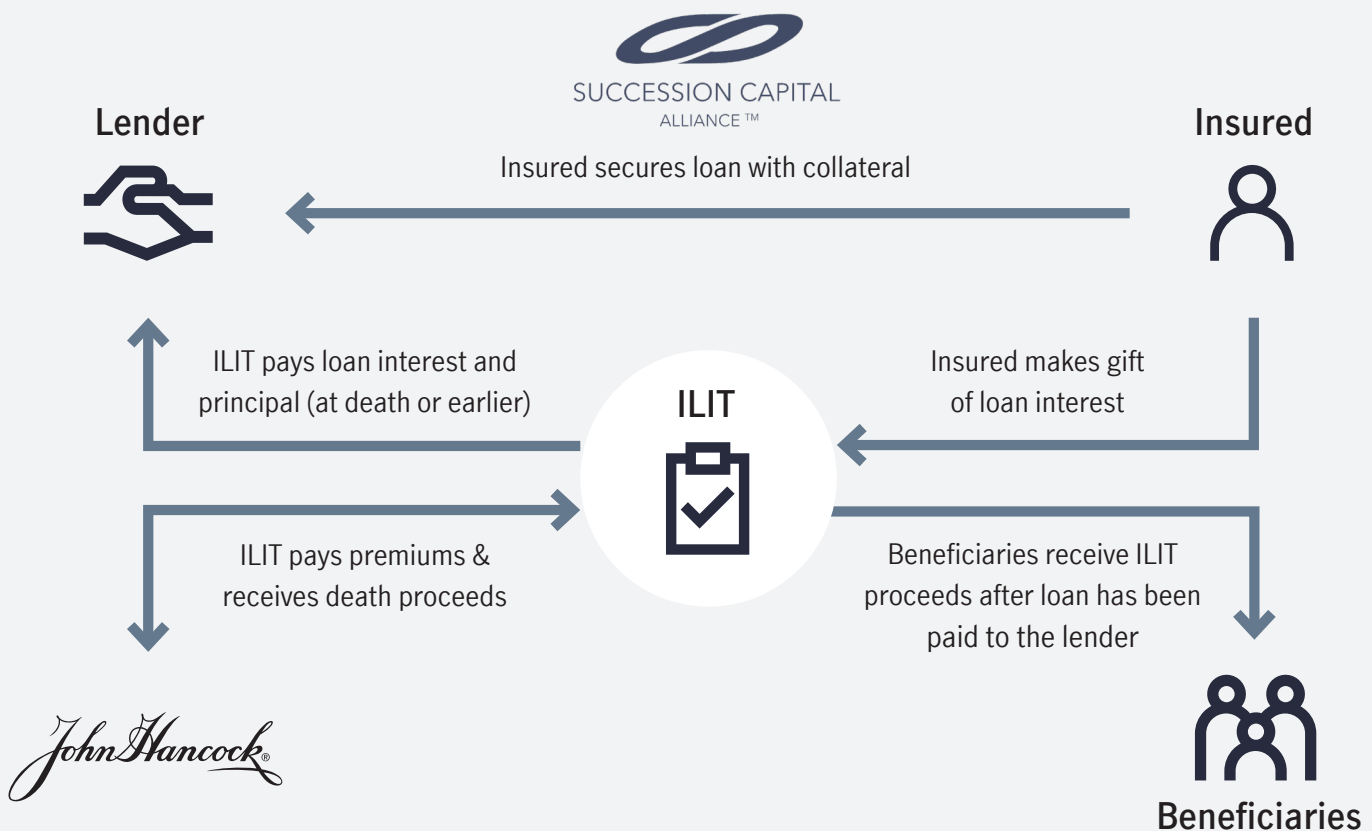 SUCCESSION CAPITAL
ALLIANCE ™
Lender
Insured
Insured secures loan with collateral
ILIT pays loan interest and
principal (at death or earlier)
ILIT
Insured makes gift
of loan interest
ILIT pays premiums &
receives death proceeds
Beneficiaries receive ILIT
proceeds after loan has been
paid to the lender
John Hancock®
Beneficiaries